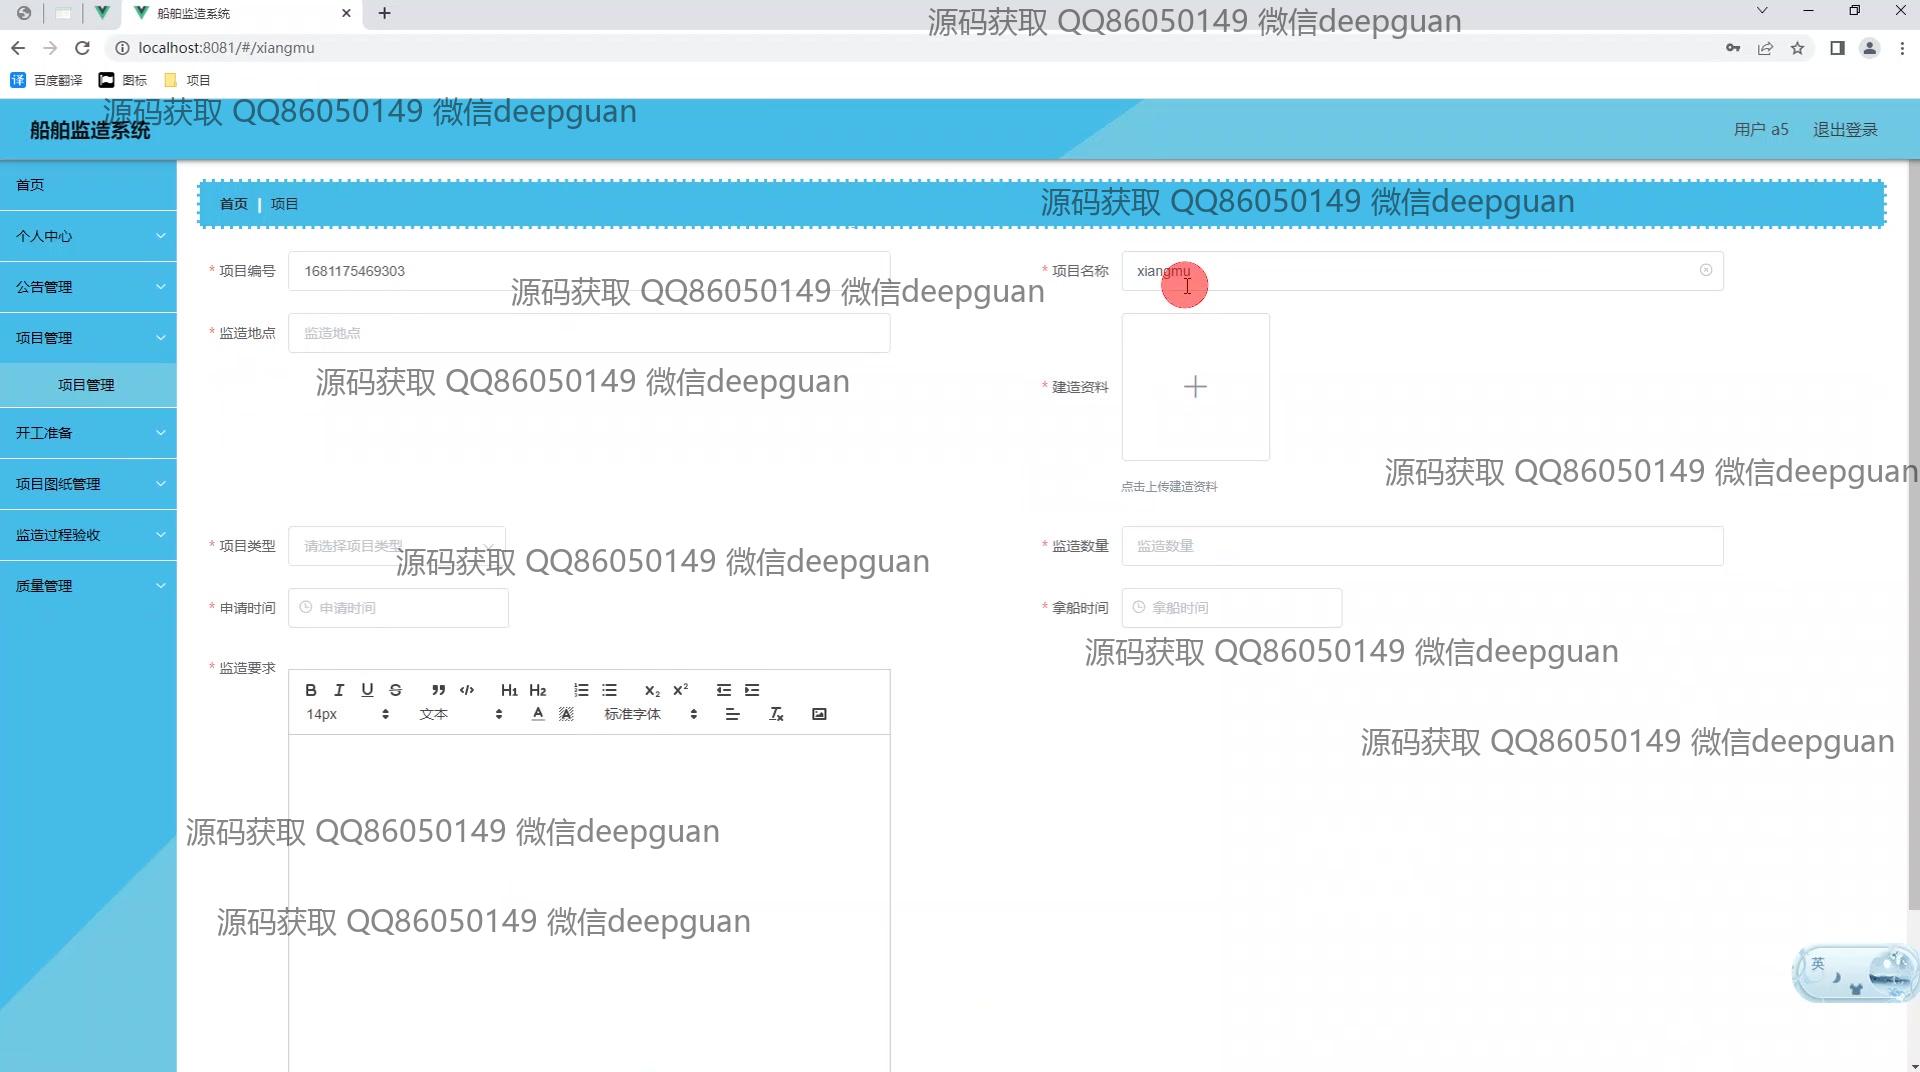 船舶监造系统
源码获取 QQ86050149 微信deepguan
localhost:8081/#/xiangmu
百度翻译 图标 项目
源码获取 QQ86050149 微信deepguan
船舶监造系统
用户 a5 退出登录
首页
个人中心
公告管理
项目管理
项目管理
开工准备
项目图纸管理
监造过程验收
质量管理
首页 | 项目
源码获取 QQ86050149 微信deepguan
* 项目编号 1681175469303
* 项目名称 xiangmu
源码获取 QQ86050149 微信deepguan
* 监造地点 监造地点
源码获取 QQ86050149 微信deepguan
* 建造资料
点击上传建造资料
源码获取 QQ86050149 微信deepguan
* 项目类型 请选择项目类型
* 监造数量 监造数量
源码获取 QQ86050149 微信deepguan
* 申请时间 申请时间
* 拿船时间 拿船时间
源码获取 QQ86050149 微信deepguan
* 监造要求
B I U S H1 H2 X2 X2
14px 文本 A A 标准字体 Tx
源码获取 QQ86050149 微信deepguan
源码获取 QQ86050149 微信deepguan
源码获取 QQ86050149 微信deepguan
英